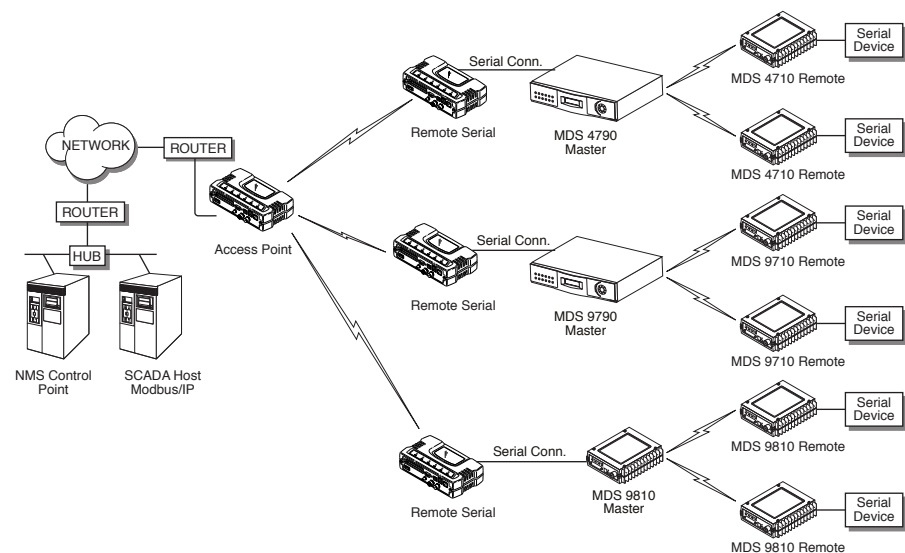 Serial
Device
MDS 4710 Remote
Serial Conn.
Remote Serial
MDS 4790
Master
Serial
Device
MDS 4710 Remote
NETWORK
ROUTER
ROUTER
HUB
NMS Control
Point
SCADA Host
Modbus/IP
Access Point
Serial Conn.
Remote Serial
MDS 9790
Master
Serial
Device
MDS 9710 Remote
Serial
Device
MDS 9710 Remote
Serial Conn.
Remote Serial
MDS 9810
Master
Serial
Device
MDS 9810 Remote
Serial
Device
MDS 9810 Remote